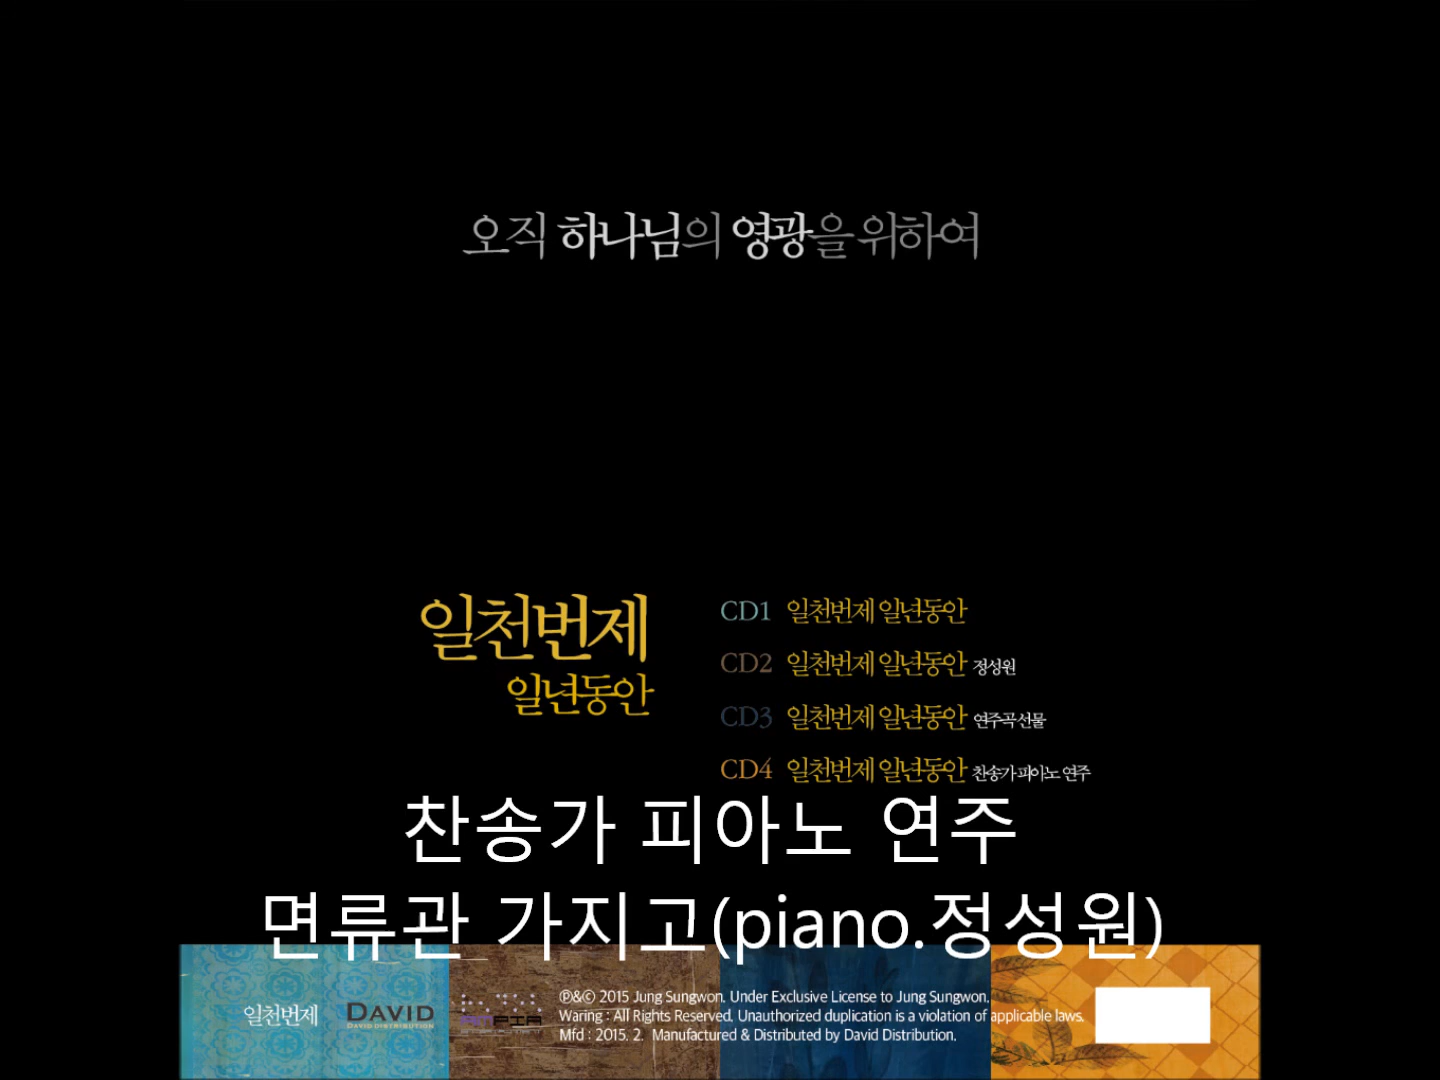 오직 하나님의 영광을 위하여
일천번제
일년동안
CD1 일천번제 일년동안
CD2 일천번제 일년동안 정성원
CD3 일천번제 일년동안 연주곡 선물
CD4 일천번제 일년동안 찬송가 피아노 연주
찬송가 피아노 연주
면류관 가지고(piano.정성원)
일천번제
DAVID
DAVID DISTRIBUTION
Ⓟ&Ⓒ 2015 Jung Sungwon. Under Exclusive License to Jung Sungwon.
Waring : All Rights Reserved. Unauthorized duplication is a violation of applicable laws.
Mfd : 2015. 2. Manufactured & Distributed by David Distribution.